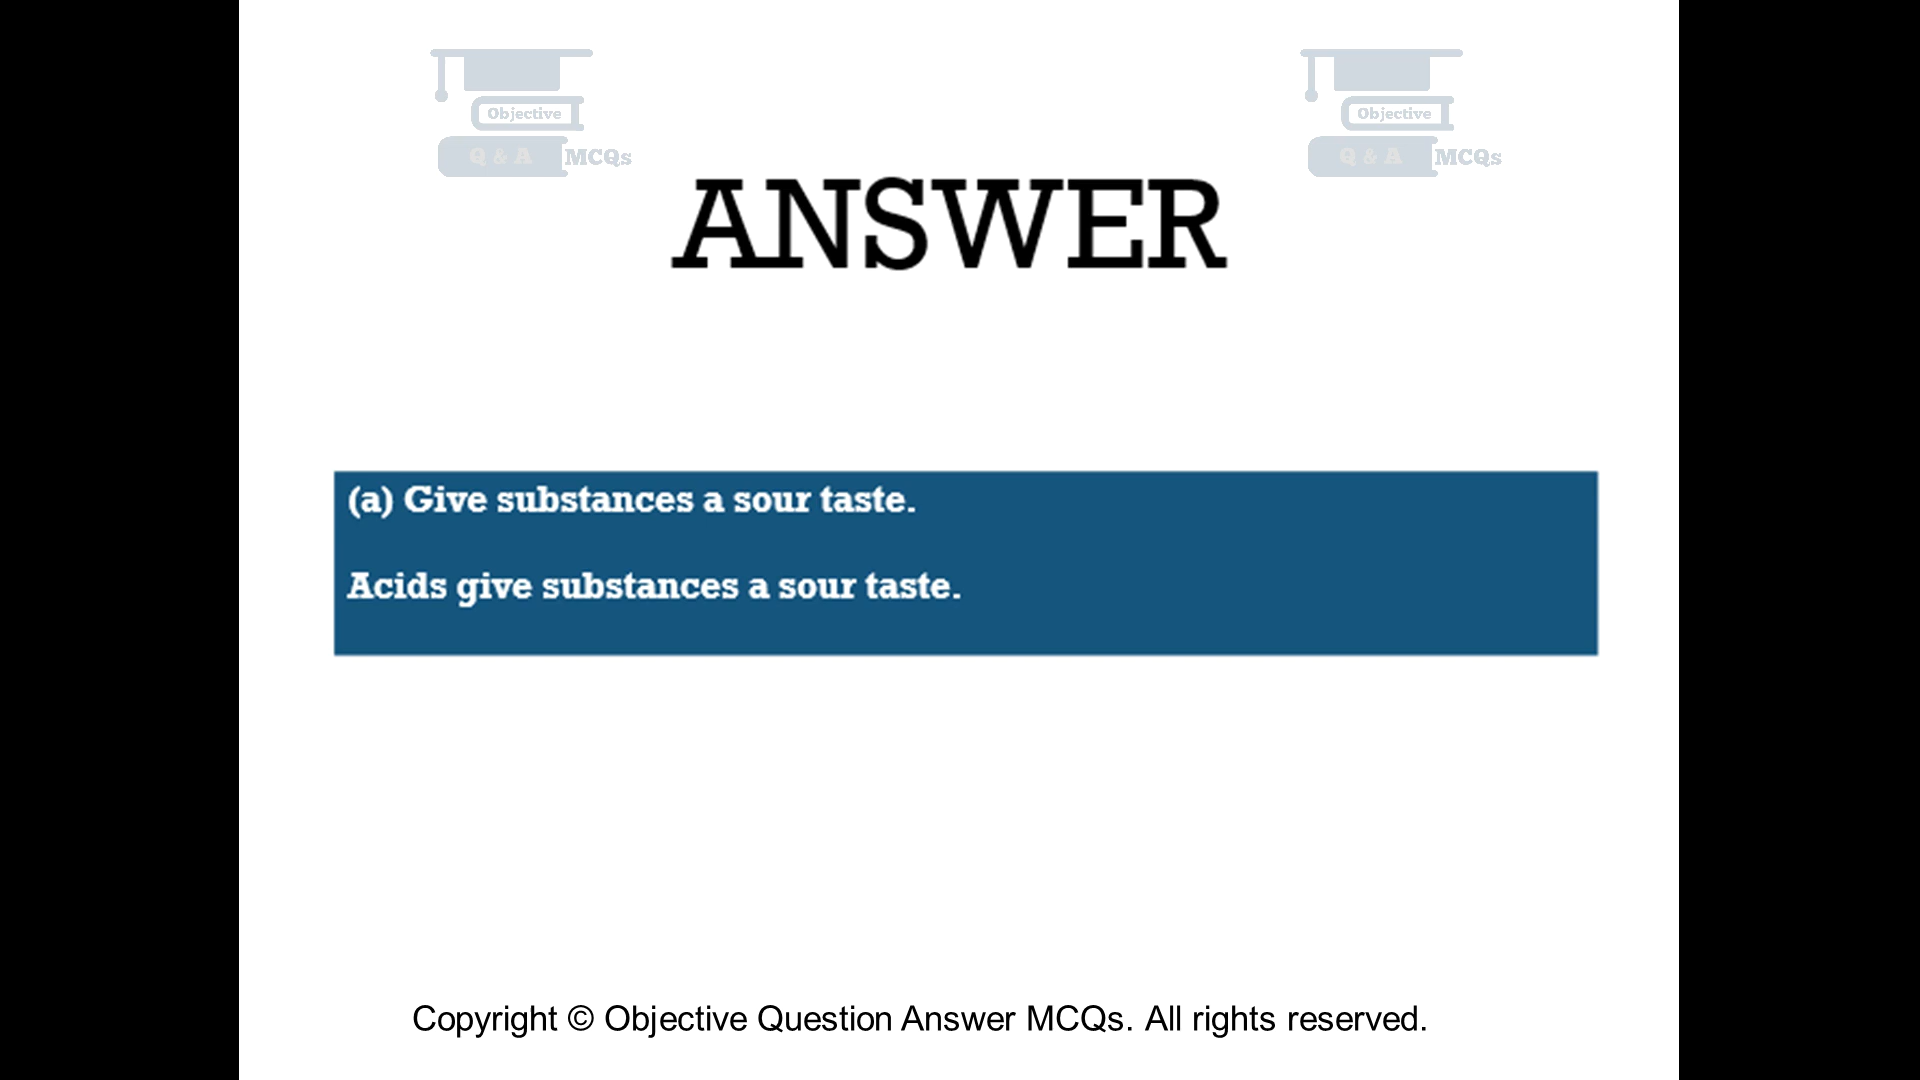 Objective
Q & A MCQs
Objective
Q & A MCQs
ANSWER
(a) Give substances a sour taste.
Acids give substances a sour taste.
Copyright © Objective Question Answer MCQs. All rights reserved.